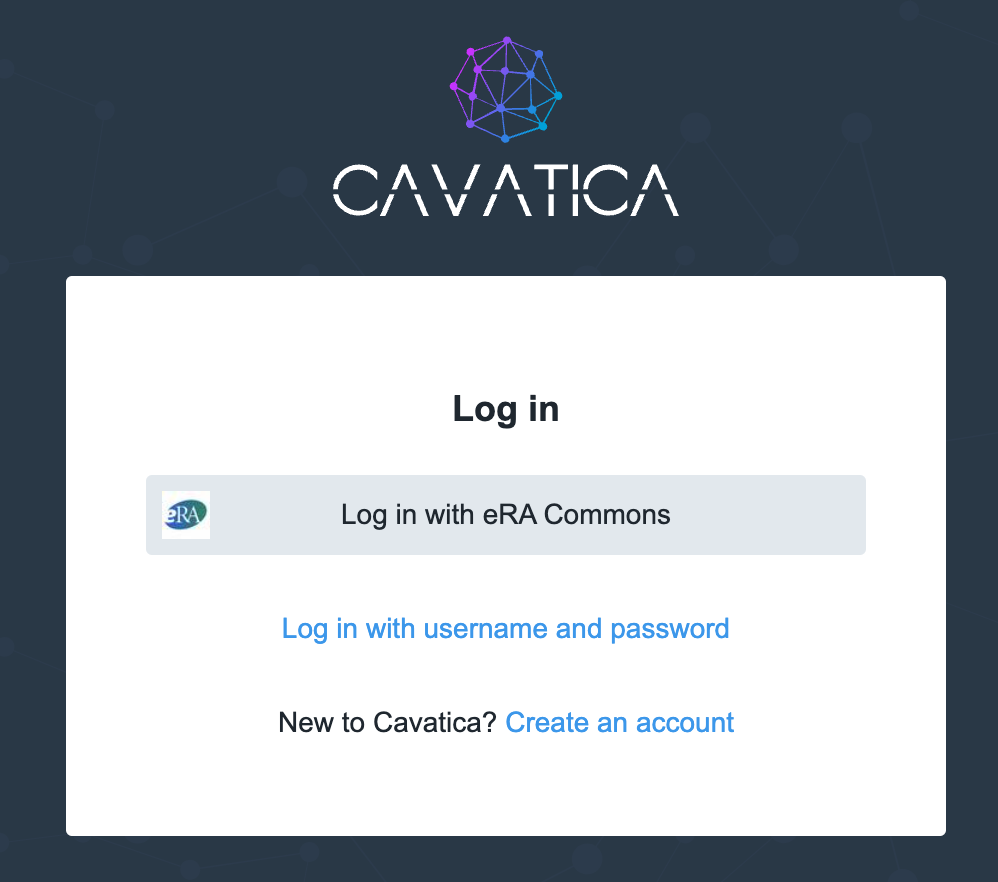 CAVATICA
Log in
eRA
Log in with eRA Commons
Log in with username and password
New to Cavatica? Create an account